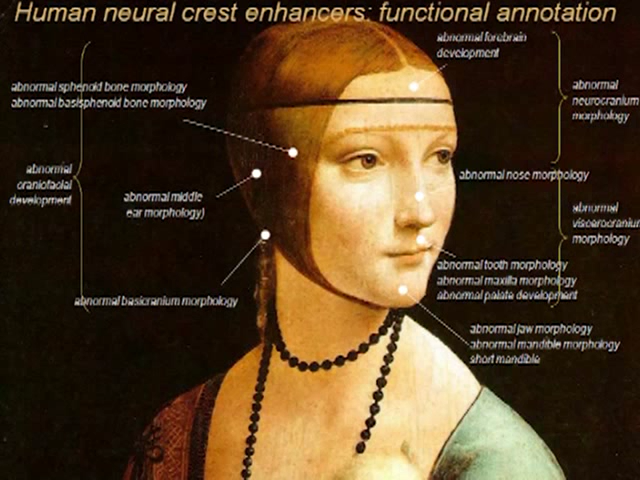 Human neural crest enhancers: functional annotation
abnormal forebrain
development
abnormal sphenoid bone morphology
abnormal basisphenoid bone morphology
abnormal
neurocranium
morphology
abnormal
craniofacial
development
abnormal middle
ear morphology)
abnormal nose morphology
abnormal
viscerocranium
morphology
abnormal tooth morphology
abnormal maxilla morphology
abnormal palate development
abnormal basicranium morphology
abnormal jaw morphology
abnormal mandible morphology
short mandible